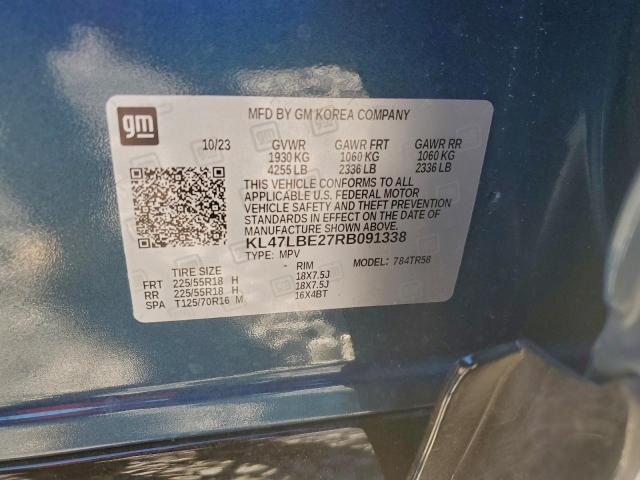 gm
MFD BY GM KOREA COMPANY
10/23 GVWR GAWR FRT GAWR RR
1930 KG 1060 KG 1060 KG
4255 LB 2336 LB 2336 LB
THIS VEHICLE CONFORMS TO ALL
APPLICABLE U.S. FEDERAL MOTOR
VEHICLE SAFETY AND THEFT PREVENTION
STANDARDS IN EFFECT ON THE DATE OF
MANUFACTURE SHOWN ABOVE.
KL47LBE27RB091338
TYPE: MPV MODEL: 784TR58
TIRE SIZE RIM
FRT 225/55R18 H 18X7.5J
RR 225/55R18 H 18X7.5J
SPA T125/70R16 M 16X4BT